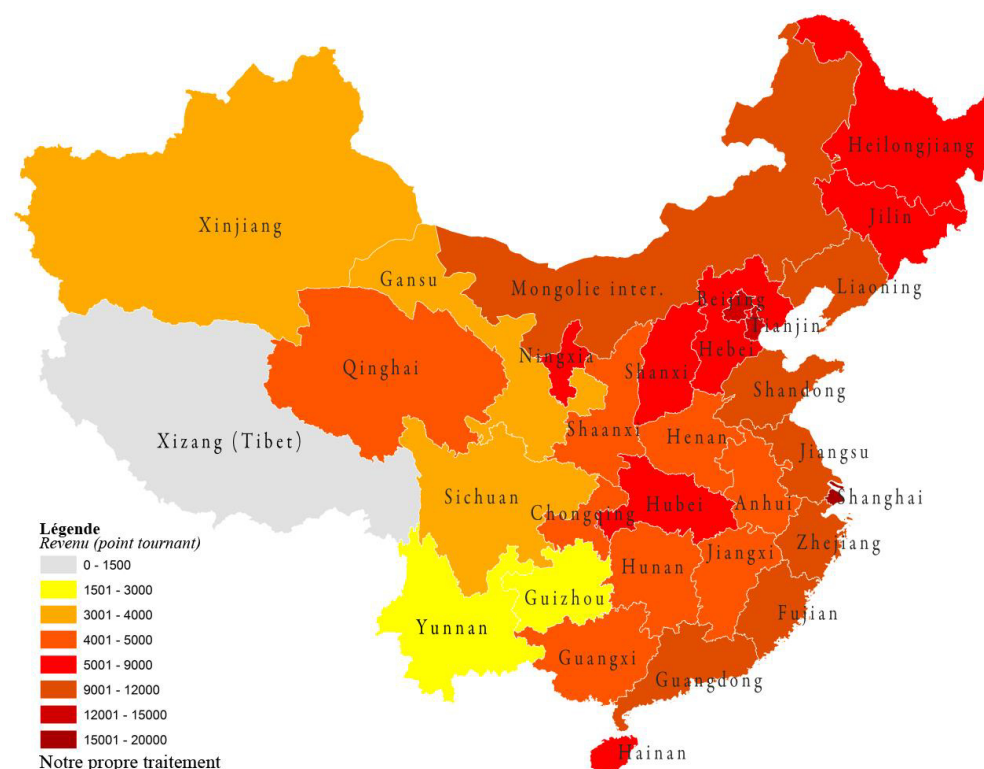 Heilongjiang
Jilin
Xinjiang
Gansu
Mongolie inter.
Liaoning
Beijing
Tianjin
Ningxia
Hebei
Qinghai
Shanxi
Shandong
Shaanxi
Henan
Xizang (Tibet)
Jiangsu
Sichuan
Shanghai
Chongqing
Hubei
Anhui
Zhejiang
Jiangxi
Hunan
Guizhou
Fujian
Yunnan
Guangxi
Guangdong
Hainan
Légende
Revenu (point tournant)
0 - 1500
1501 - 3000
3001 - 4000
4001 - 5000
5001 - 9000
9001 - 12000
12001 - 15000
15001 - 20000
Notre propre traitement